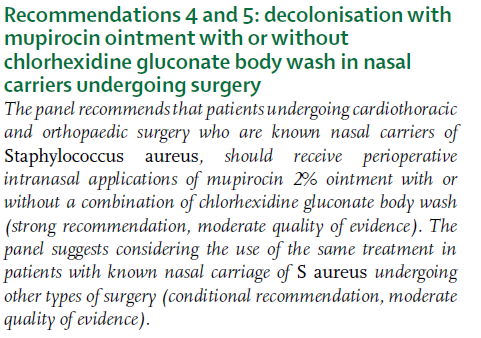 Recommendations 4 and 5: decolonisation with
mupirocin ointment with or without
chlorhexidine gluconate body wash in nasal
carriers undergoing surgery
The panel recommends that patients undergoing cardiothoracic
and orthopaedic surgery who are known nasal carriers of
Staphylococcus aureus, should receive perioperative
intranasal applications of mupirocin 2% ointment with or
without a combination of chlorhexidine gluconate body wash
(strong recommendation, moderate quality of evidence). The
panel suggests considering the use of the same treatment in
patients with known nasal carriage of S aureus undergoing
other types of surgery (conditional recommendation, moderate
quality of evidence).